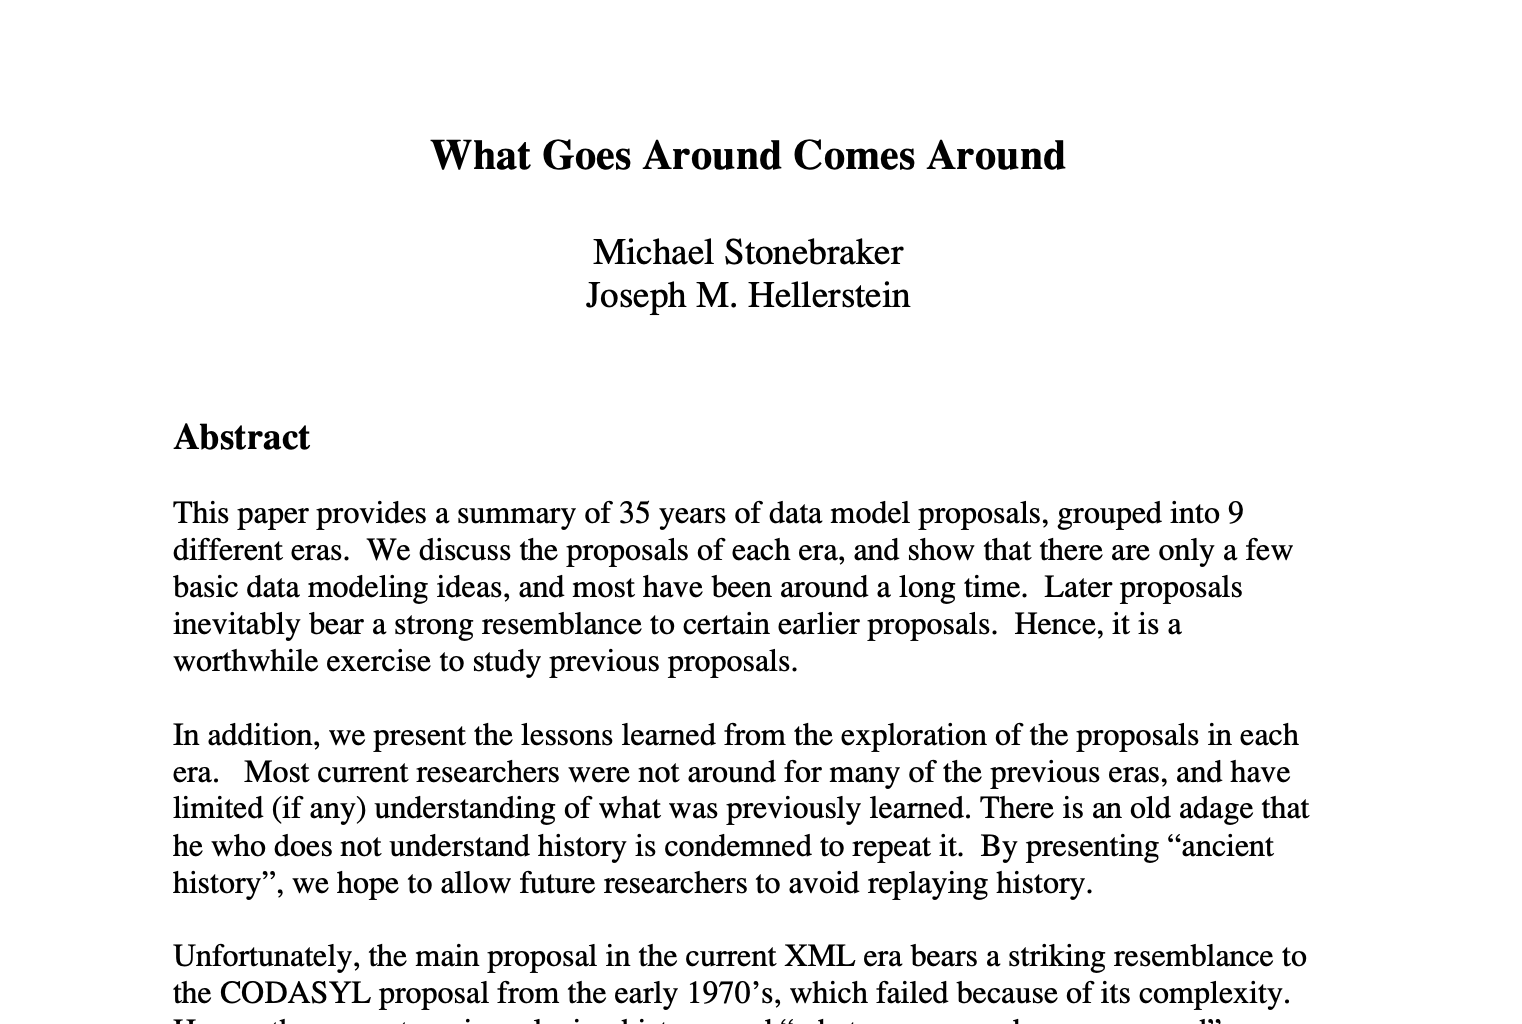 What Goes Around Comes Around
Michael Stonebraker
Joseph M. Hellerstein
Abstract
This paper provides a summary of 35 years of data model proposals, grouped into 9
different eras.  We discuss the proposals of each era, and show that there are only a few
basic data modeling ideas, and most have been around a long time.  Later proposals
inevitably bear a strong resemblance to certain earlier proposals.  Hence, it is a
worthwhile exercise to study previous proposals.
In addition, we present the lessons learned from the exploration of the proposals in each
era.   Most current researchers were not around for many of the previous eras, and have
limited (if any) understanding of what was previously learned. There is an old adage that
he who does not understand history is condemned to repeat it.  By presenting “ancient
history”, we hope to allow future researchers to avoid replaying history.
Unfortunately, the main proposal in the current XML era bears a striking resemblance to
the CODASYL proposal from the early 1970’s, which failed because of its complexity.